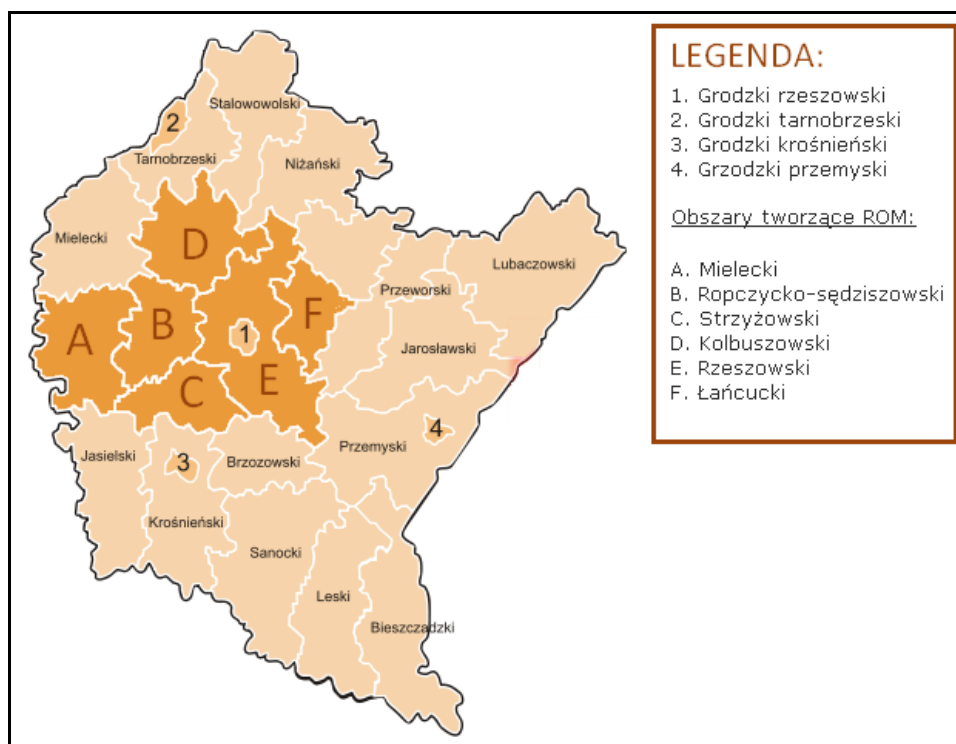 LEGENDA:
1. Grodzki rzeszowski
2. Grodzki tarnobrzeski
3. Grodzki krośnieński
4. Grzodzki przemyski
Obszary tworzące ROM:
A. Mielecki
B. Ropczycko-sędziszowski
C. Strzyżowski
D. Kolbuszowski
E. Rzeszowski
F. Łańcucki
Stalowowolski
2
Tarnobrzeski
Niżański
Mielecki
D
Lubaczowski
Przeworski
A
B
F
1
Jarosławski
C
E
4
Przemyski
Jasielski
3
Brzozowski
Krośnieński
Sanocki
Leski
Bieszczadzki